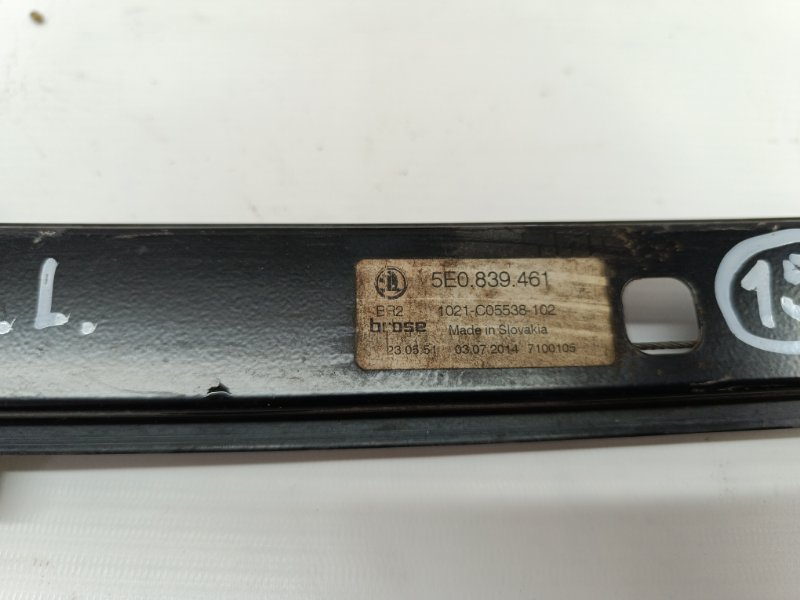 L.
5E0.839.461
BR2 1021-C05538-102
brose Made in Slovakia
23:06:51 03.07.2014 7100105